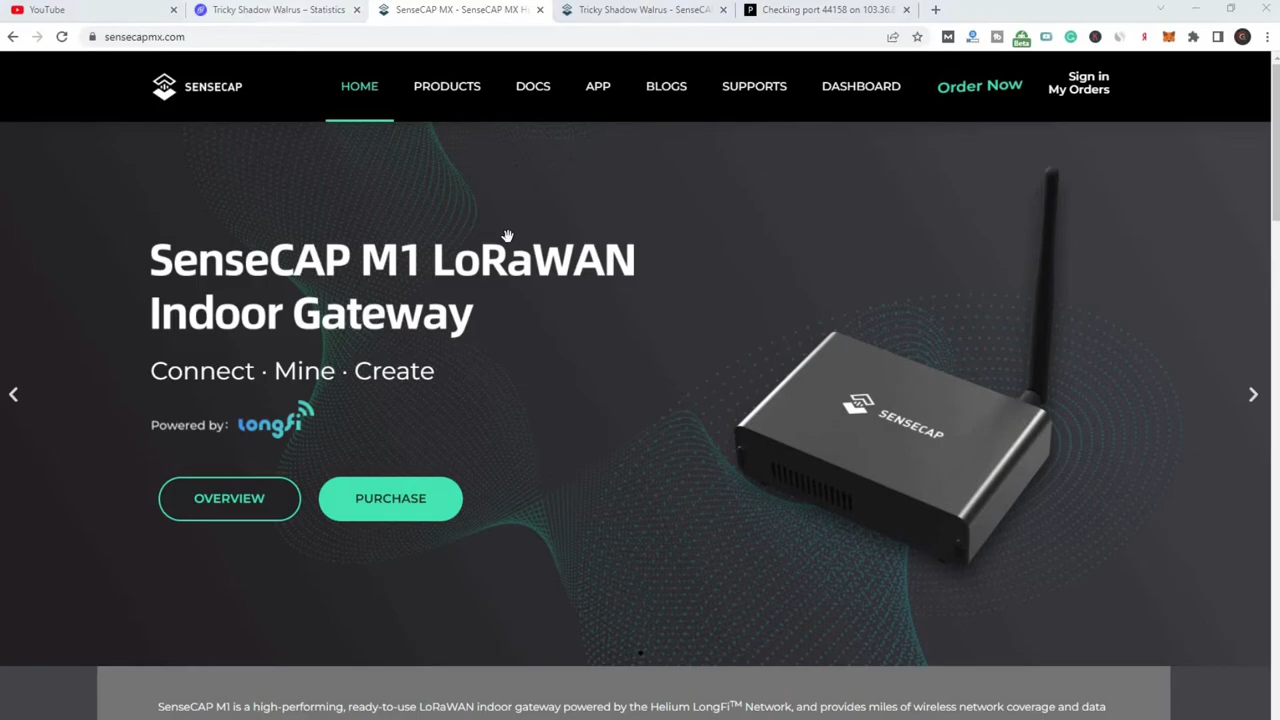 YouTube
Tricky Shadow Walrus – Statistics
SenseCAP MX - SenseCAP MX H
Tricky Shadow Walrus - SenseCA
P
Checking port 44158 on 103.36.8
sensecapmx.com
Beta
SENSECAP
HOME
PRODUCTS
DOCS
APP
BLOGS
SUPPORTS
DASHBOARD
Order Now
Sign in
My Orders
SenseCAP M1 LoRaWAN
Indoor Gateway
Connect · Mine · Create
Powered by: LongFi
OVERVIEW
PURCHASE
SENSECAP
SenseCAP M1 is a high-performing, ready-to-use LoRaWAN indoor gateway powered by the Helium LongFi™ Network, and provides miles of wireless network coverage and data